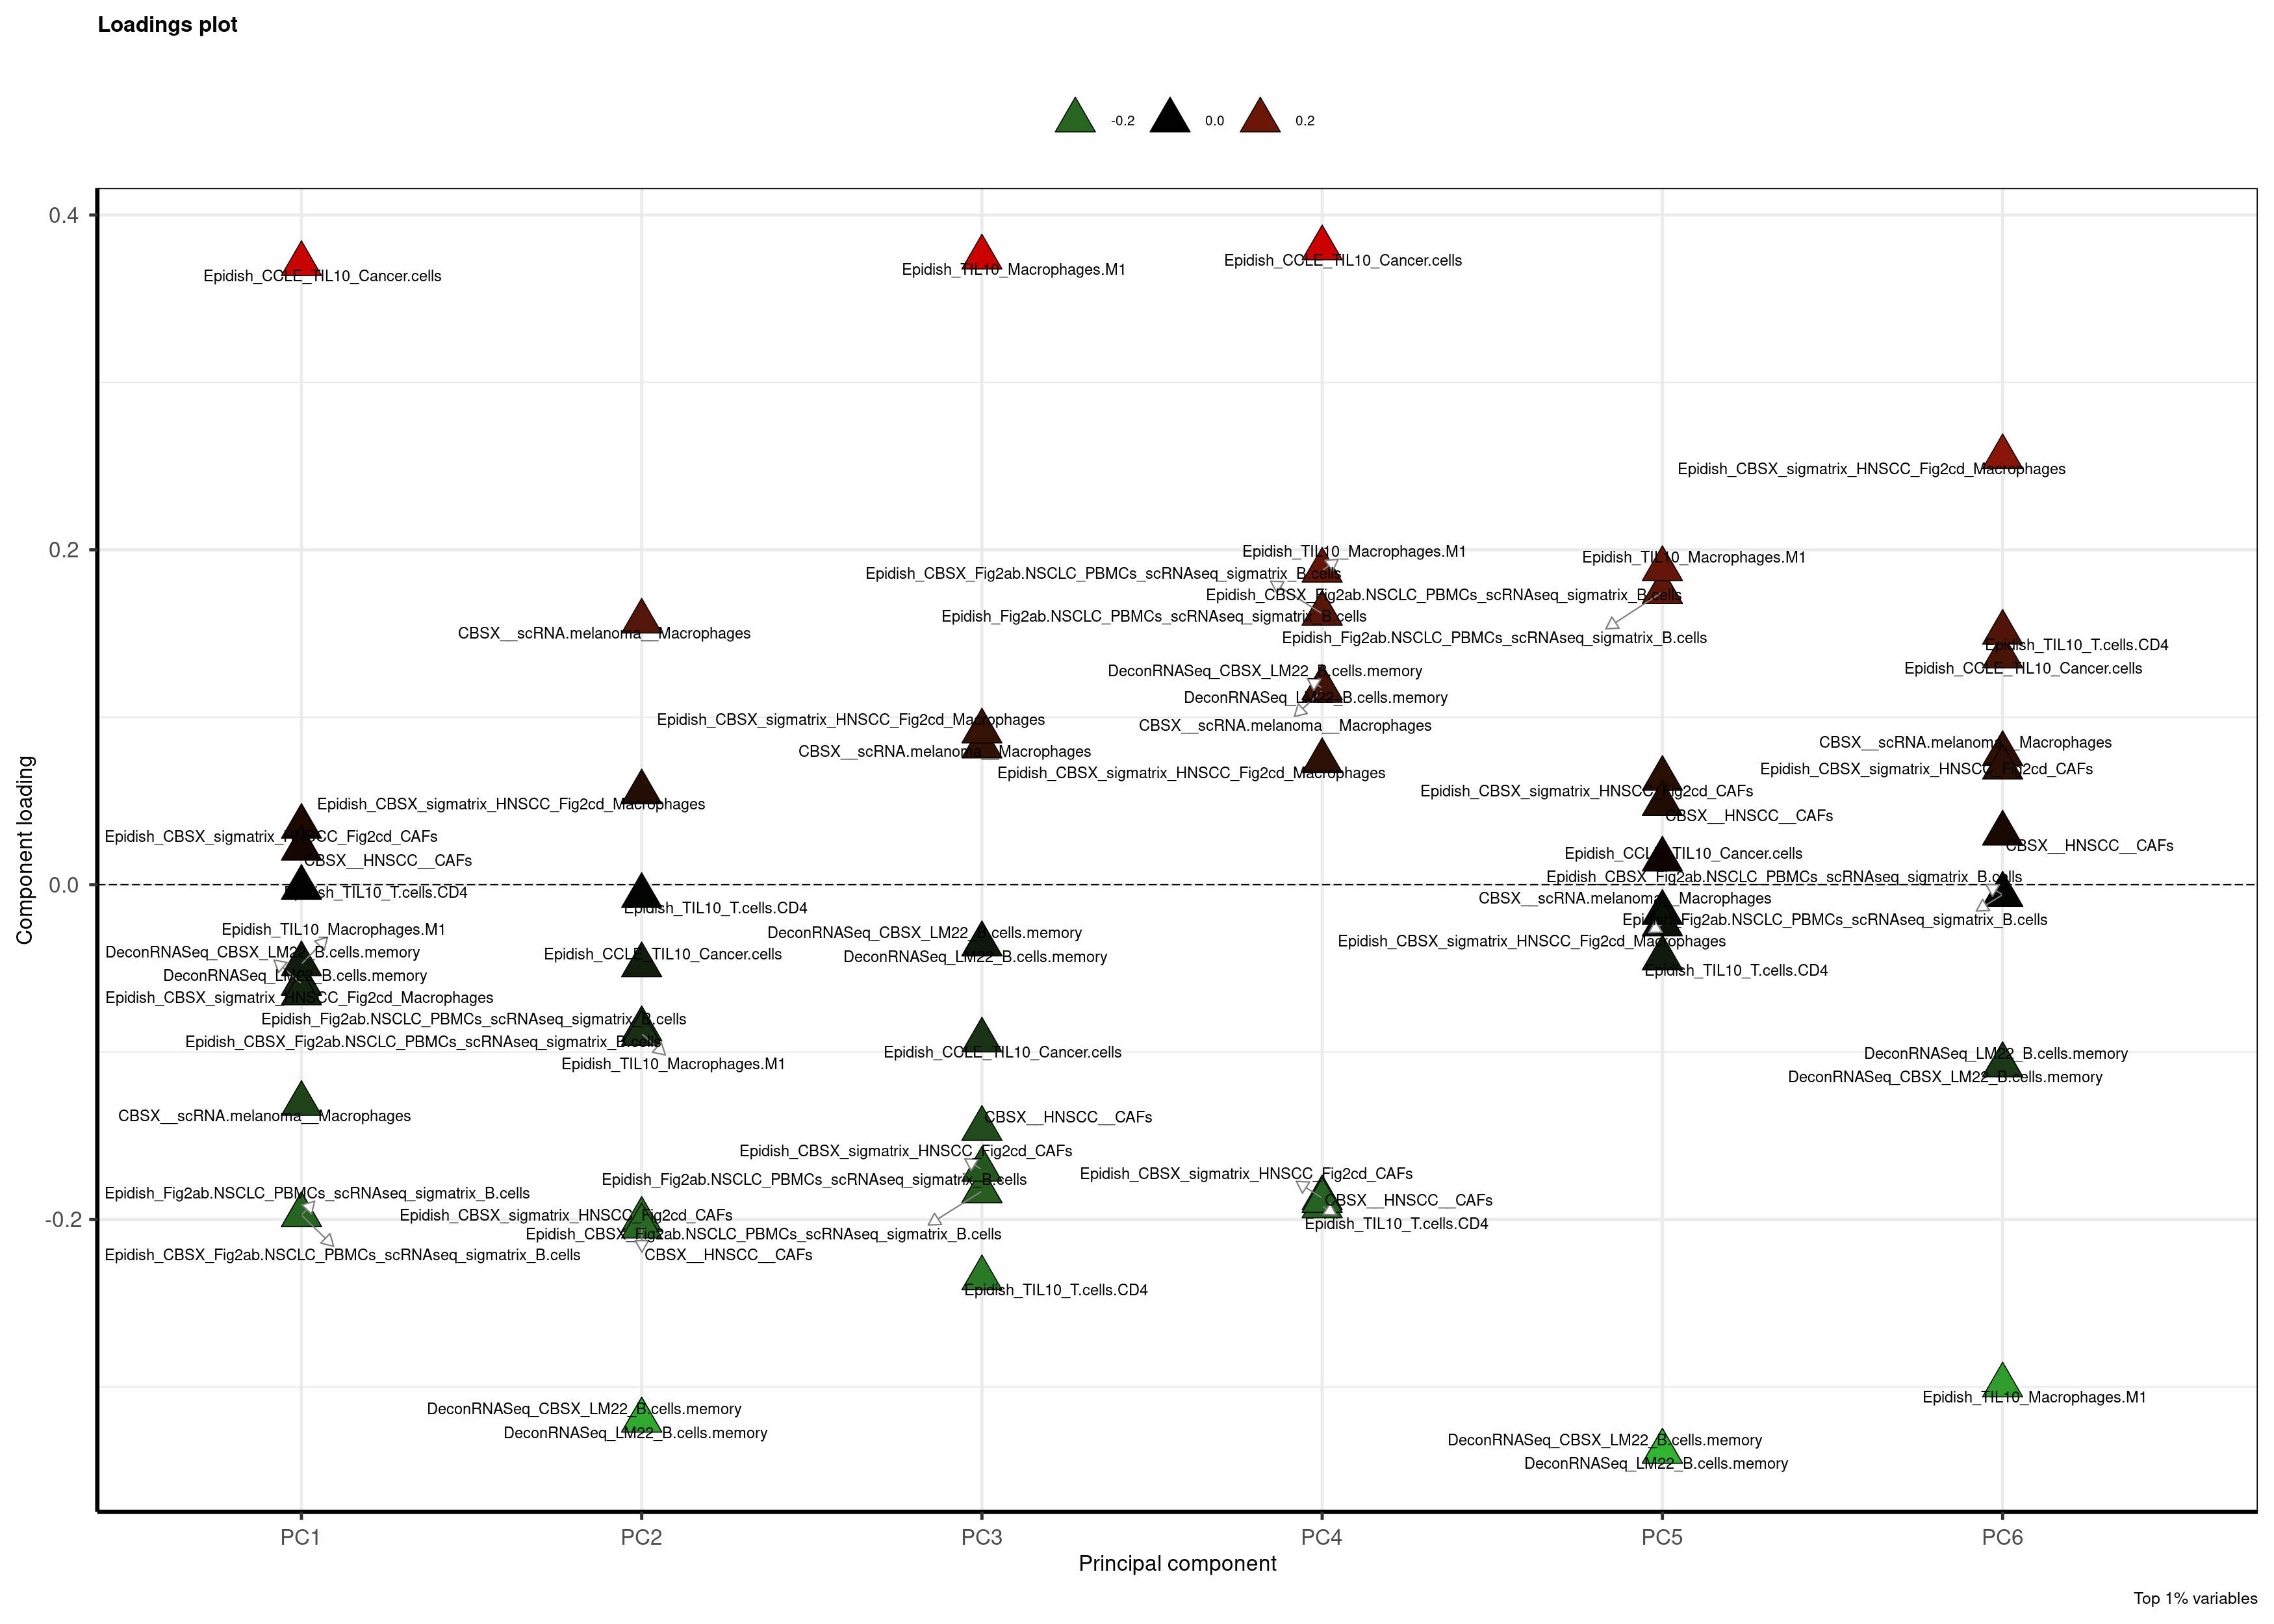 Loadings plot
-0.2
0.0
0.2
0.4
0.2
0.0
-0.2
Component loading
Epidish_CCLE_TIL10_Cancer.cells
Epidish_CBSX_sigmatrix_HNSCC_Fig2cd_CAFs
CBSX__HNSCC__CAFs
Epidish_TIL10_T.cells.CD4
Epidish_TIL10_Macrophages.M1
DeconRNASeq_CBSX_LM22_B.cells.memory
DeconRNASeq_LM22_B.cells.memory
Epidish_CBSX_sigmatrix_HNSCC_Fig2cd_Macrophages
CBSX__scRNA.melanoma__Macrophages
Epidish_Fig2ab.NSCLC_PBMCs_scRNAseq_sigmatrix_B.cells
Epidish_CBSX_Fig2ab.NSCLC_PBMCs_scRNAseq_sigmatrix_B.cells
CBSX__scRNA.melanoma__Macrophages
Epidish_CBSX_sigmatrix_HNSCC_Fig2cd_Macrophages
Epidish_TIL10_T.cells.CD4
Epidish_CCLE_TIL10_Cancer.cells
Epidish_Fig2ab.NSCLC_PBMCs_scRNAseq_sigmatrix_B.cells
Epidish_CBSX_Fig2ab.NSCLC_PBMCs_scRNAseq_sigmatrix_B.cells
Epidish_TIL10_Macrophages.M1
Epidish_CBSX_sigmatrix_HNSCC_Fig2cd_CAFs
CBSX__HNSCC__CAFs
DeconRNASeq_CBSX_LM22_B.cells.memory
DeconRNASeq_LM22_B.cells.memory
Epidish_TIL10_Macrophages.M1
Epidish_CBSX_sigmatrix_HNSCC_Fig2cd_Macrophages
CBSX__scRNA.melanoma__Macrophages
DeconRNASeq_CBSX_LM22_B.cells.memory
DeconRNASeq_LM22_B.cells.memory
Epidish_CCLE_TIL10_Cancer.cells
CBSX__HNSCC__CAFs
Epidish_CBSX_sigmatrix_HNSCC_Fig2cd_CAFs
Epidish_Fig2ab.NSCLC_PBMCs_scRNAseq_sigmatrix_B.cells
Epidish_CBSX_Fig2ab.NSCLC_PBMCs_scRNAseq_sigmatrix_B.cells
Epidish_TIL10_T.cells.CD4
Epidish_CCLE_TIL10_Cancer.cells
Epidish_TIL10_Macrophages.M1
Epidish_CBSX_Fig2ab.NSCLC_PBMCs_scRNAseq_sigmatrix_B.cells
Epidish_Fig2ab.NSCLC_PBMCs_scRNAseq_sigmatrix_B.cells
DeconRNASeq_CBSX_LM22_B.cells.memory
DeconRNASeq_LM22_B.cells.memory
CBSX__scRNA.melanoma__Macrophages
Epidish_CBSX_sigmatrix_HNSCC_Fig2cd_Macrophages
Epidish_CBSX_sigmatrix_HNSCC_Fig2cd_CAFs
CBSX__HNSCC__CAFs
Epidish_TIL10_T.cells.CD4
Epidish_TIL10_Macrophages.M1
Epidish_CBSX_Fig2ab.NSCLC_PBMCs_scRNAseq_sigmatrix_B.cells
Epidish_Fig2ab.NSCLC_PBMCs_scRNAseq_sigmatrix_B.cells
Epidish_CBSX_sigmatrix_HNSCC_Fig2cd_CAFs
CBSX__HNSCC__CAFs
Epidish_CCLE_TIL10_Cancer.cells
CBSX__scRNA.melanoma__Macrophages
Epidish_CBSX_sigmatrix_HNSCC_Fig2cd_Macrophages
Epidish_TIL10_T.cells.CD4
DeconRNASeq_CBSX_LM22_B.cells.memory
DeconRNASeq_LM22_B.cells.memory
Epidish_CBSX_sigmatrix_HNSCC_Fig2cd_Macrophages
Epidish_TIL10_T.cells.CD4
Epidish_CCLE_TIL10_Cancer.cells
CBSX__scRNA.melanoma__Macrophages
Epidish_CBSX_sigmatrix_HNSCC_Fig2cd_CAFs
CBSX__HNSCC__CAFs
Epidish_CBSX_Fig2ab.NSCLC_PBMCs_scRNAseq_sigmatrix_B.cells
Epidish_Fig2ab.NSCLC_PBMCs_scRNAseq_sigmatrix_B.cells
DeconRNASeq_LM22_B.cells.memory
DeconRNASeq_CBSX_LM22_B.cells.memory
Epidish_TIL10_Macrophages.M1
PC1
PC2
PC3
PC4
PC5
PC6
Principal component
Top 1% variables